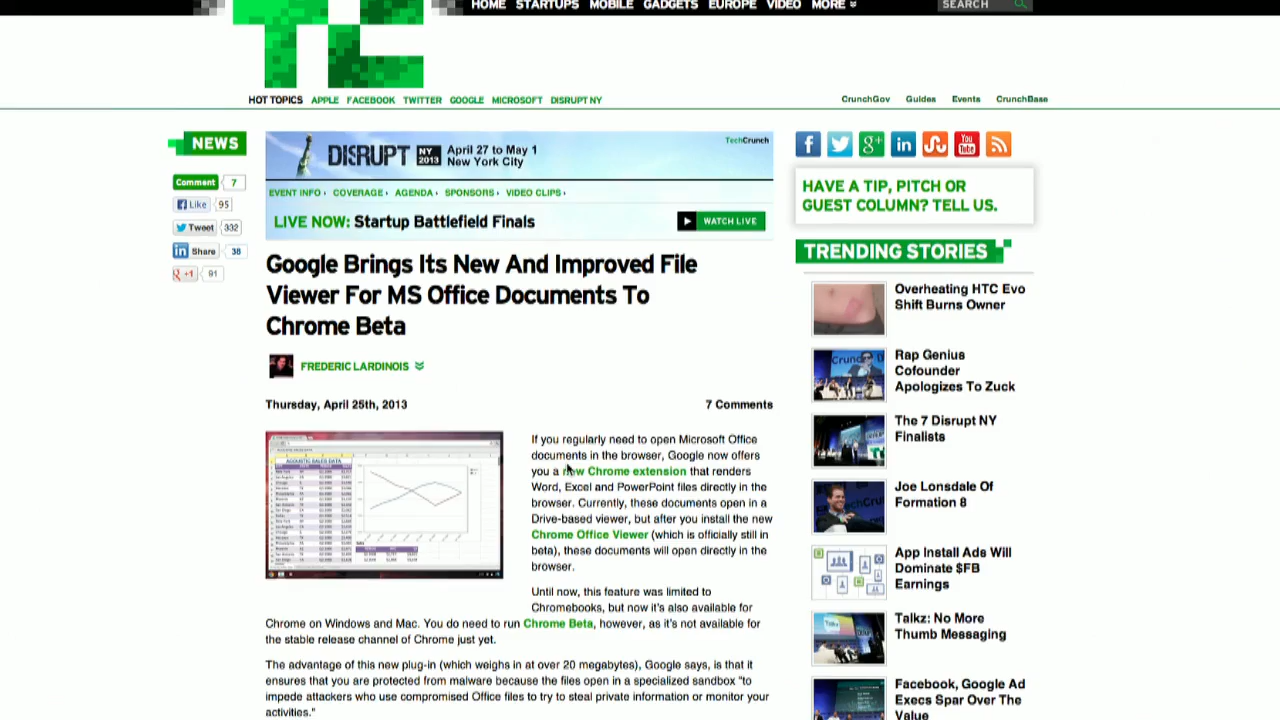 HOME STARTUPS MOBILE GADGETS EUROPE VIDEO MORE
SEARCH
TC
HOT TOPICS APPLE FACEBOOK TWITTER GOOGLE MICROSOFT DISRUPT NY
CrunchGov Guides Events CrunchBase
NEWS
Comment 7
Like 95
Tweet 332
in Share 38
+1 91
DISRUPT NY 2013 April 27 to May 1
New York City
TechCrunch
EVENT INFO COVERAGE AGENDA SPONSORS VIDEO CLIPS
LIVE NOW: Startup Battlefield Finals
WATCH LIVE
Google Brings Its New And Improved File
Viewer For MS Office Documents To
Chrome Beta
FREDERIC LARDINOIS
Thursday, April 25th, 2013
7 Comments
ACOUSTIC SALES DATA
If you regularly need to open Microsoft Office
documents in the browser, Google now offers
you a new Chrome extension that renders
Word, Excel and PowerPoint files directly in the
browser. Currently, these documents open in a
Drive-based viewer, but after you install the new
Chrome Office Viewer (which is officially still in
beta), these documents will open directly in the
browser.
Until now, this feature was limited to
Chromebooks, but now it's also available for
Chrome on Windows and Mac. You do need to run Chrome Beta, however, as it's not available for
the stable release channel of Chrome just yet.
The advantage of this new plug-in (which weighs in at over 20 megabytes), Google says, is that it
ensures that you are protected from malware because the files open in a specialized sandbox "to
impede attackers who use compromised Office files to try to steal private information or monitor your
activities."
HAVE A TIP, PITCH OR
GUEST COLUMN? TELL US.
TRENDING STORIES
Overheating HTC Evo
Shift Burns Owner
Rap Genius
Cofounder
Apologizes To Zuck
The 7 Disrupt NY
Finalists
Joe Lonsdale Of
Formation 8
App Install Ads Will
Dominate $FB
Earnings
Talkz: No More
Thumb Messaging
Facebook, Google Ad
Execs Spar Over The
Value